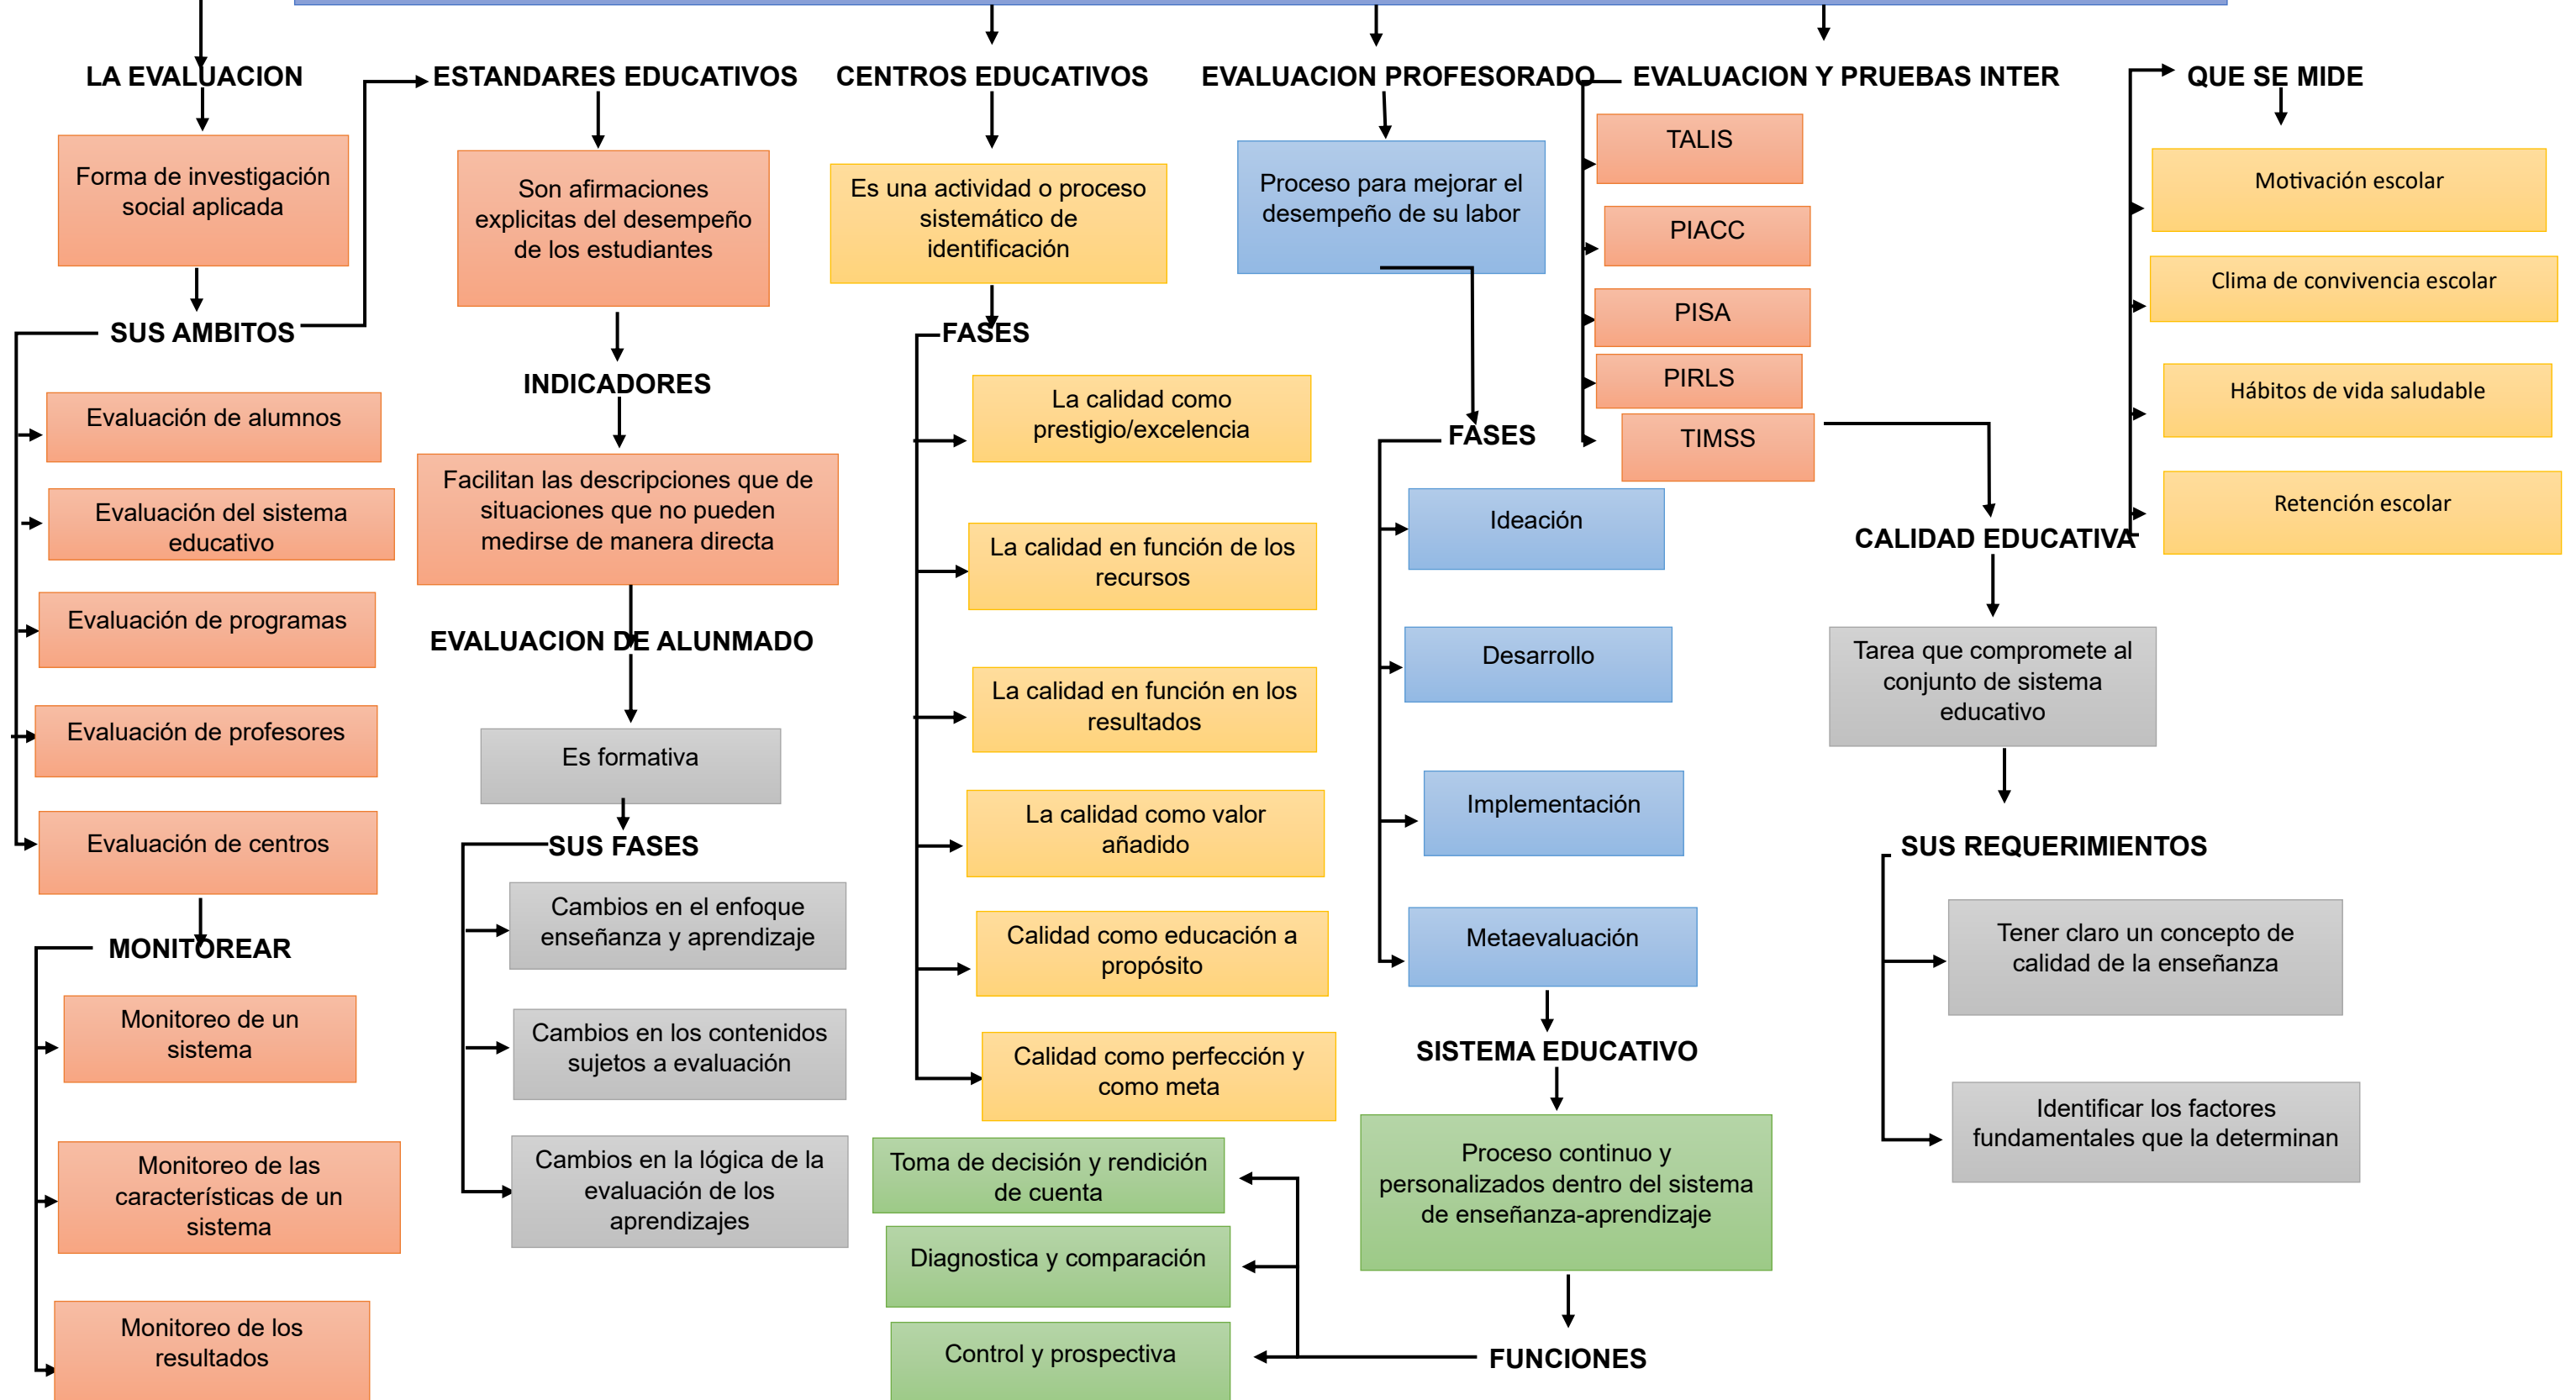 LA EVALUACION
Forma de investigación
social aplicada
SUS AMBITOS
Evaluación de alumnos
Evaluación del sistema
educativo
Evaluación de programas
Evaluación de profesores
Evaluación de centros
MONITOREAR
Monitoreo de un
sistema
Monitoreo de las
características de un
sistema
Monitoreo de los
resultados
ESTANDARES EDUCATIVOS
Son afirmaciones
explicitas del desempeño
de los estudiantes
INDICADORES
Facilitan las descripciones que de
situaciones que no pueden
medirse de manera directa
EVALUACION DE ALUNMADO
Es formativa
SUS FASES
Cambios en el enfoque
enseñanza y aprendizaje
Cambios en los contenidos
sujetos a evaluación
Cambios en la lógica de la
evaluación de los
aprendizajes
CENTROS EDUCATIVOS
Es una actividad o proceso
sistemático de
identificación
FASES
La calidad como
prestigio/excelencia
La calidad en función de los
recursos
La calidad en función en los
resultados
La calidad como valor
añadido
Calidad como educación a
propósito
Calidad como perfección y
como meta
EVALUACION PROFESORADO
Proceso para mejorar el
desempeño de su labor
FASES
Ideación
Desarrollo
Implementación
Metaevaluación
SISTEMA EDUCATIVO
Proceso continuo y
personalizados dentro del sistema
de enseñanza-aprendizaje
FUNCIONES
Toma de decisión y rendición
de cuenta
Diagnostica y comparación
Control y prospectiva
EVALUACION Y PRUEBAS INTER
TALIS
PIACC
PISA
PIRLS
TIMSS
CALIDAD EDUCATIVA
Tarea que compromete al
conjunto de sistema
educativo
SUS REQUERIMIENTOS
Tener claro un concepto de
calidad de la enseñanza
Identificar los factores
fundamentales que la determinan
QUE SE MIDE
Motivación escolar
Clima de convivencia escolar
Hábitos de vida saludable
Retención escolar